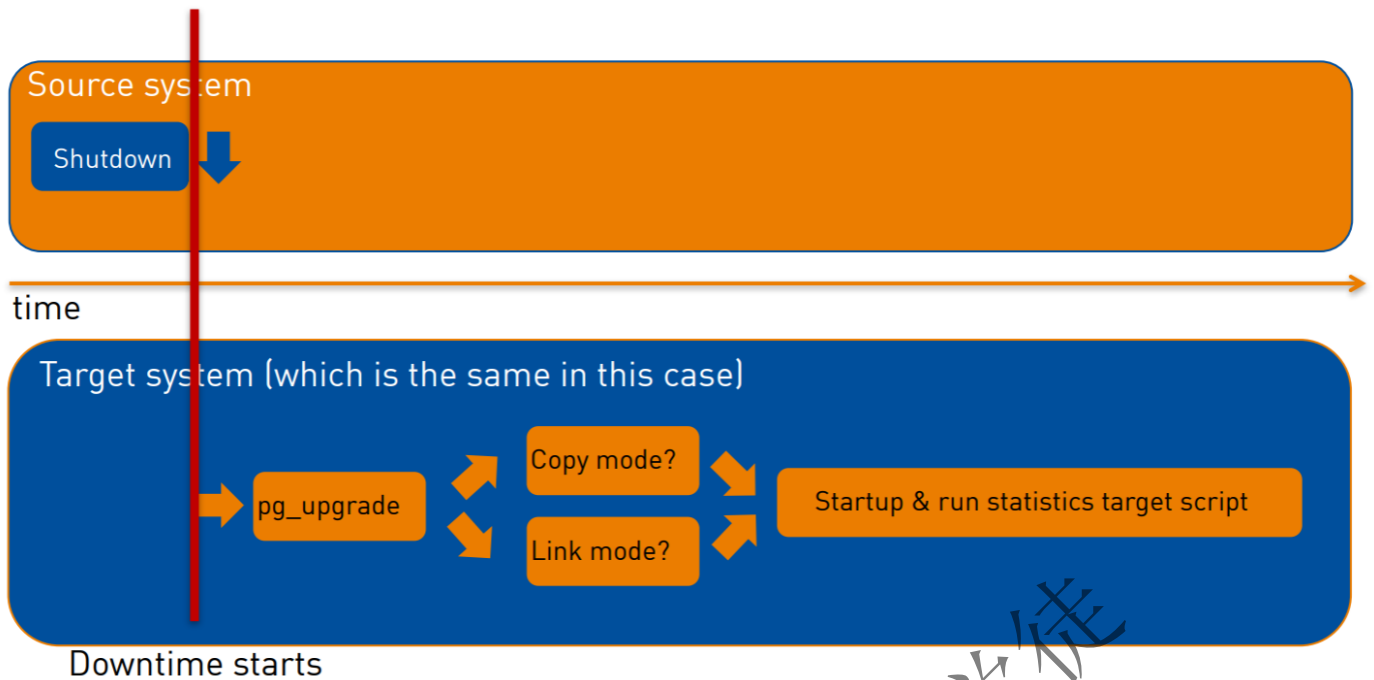 Source system
Shutdown
time
Target system (which is the same in this case)
Copy mode?
pg_upgrade
Startup & run statistics target script
Link mode?
Downtime starts